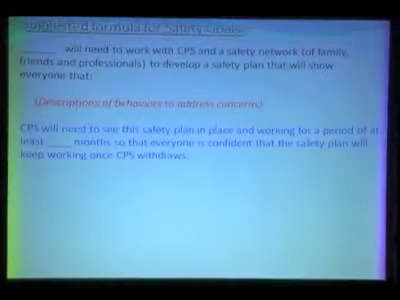 Suggested formula for Safety Goals:
______ will need to work with CPS and a safety network (of family,
friends and professionals) to develop a safety plan that will show
everyone that:
(Descriptions of behaviors to address concerns)
CPS will need to see this safety plan in place and working for a period of at
least ____ months so that everyone is confident that the safety plan will
keep working once CPS withdraws.